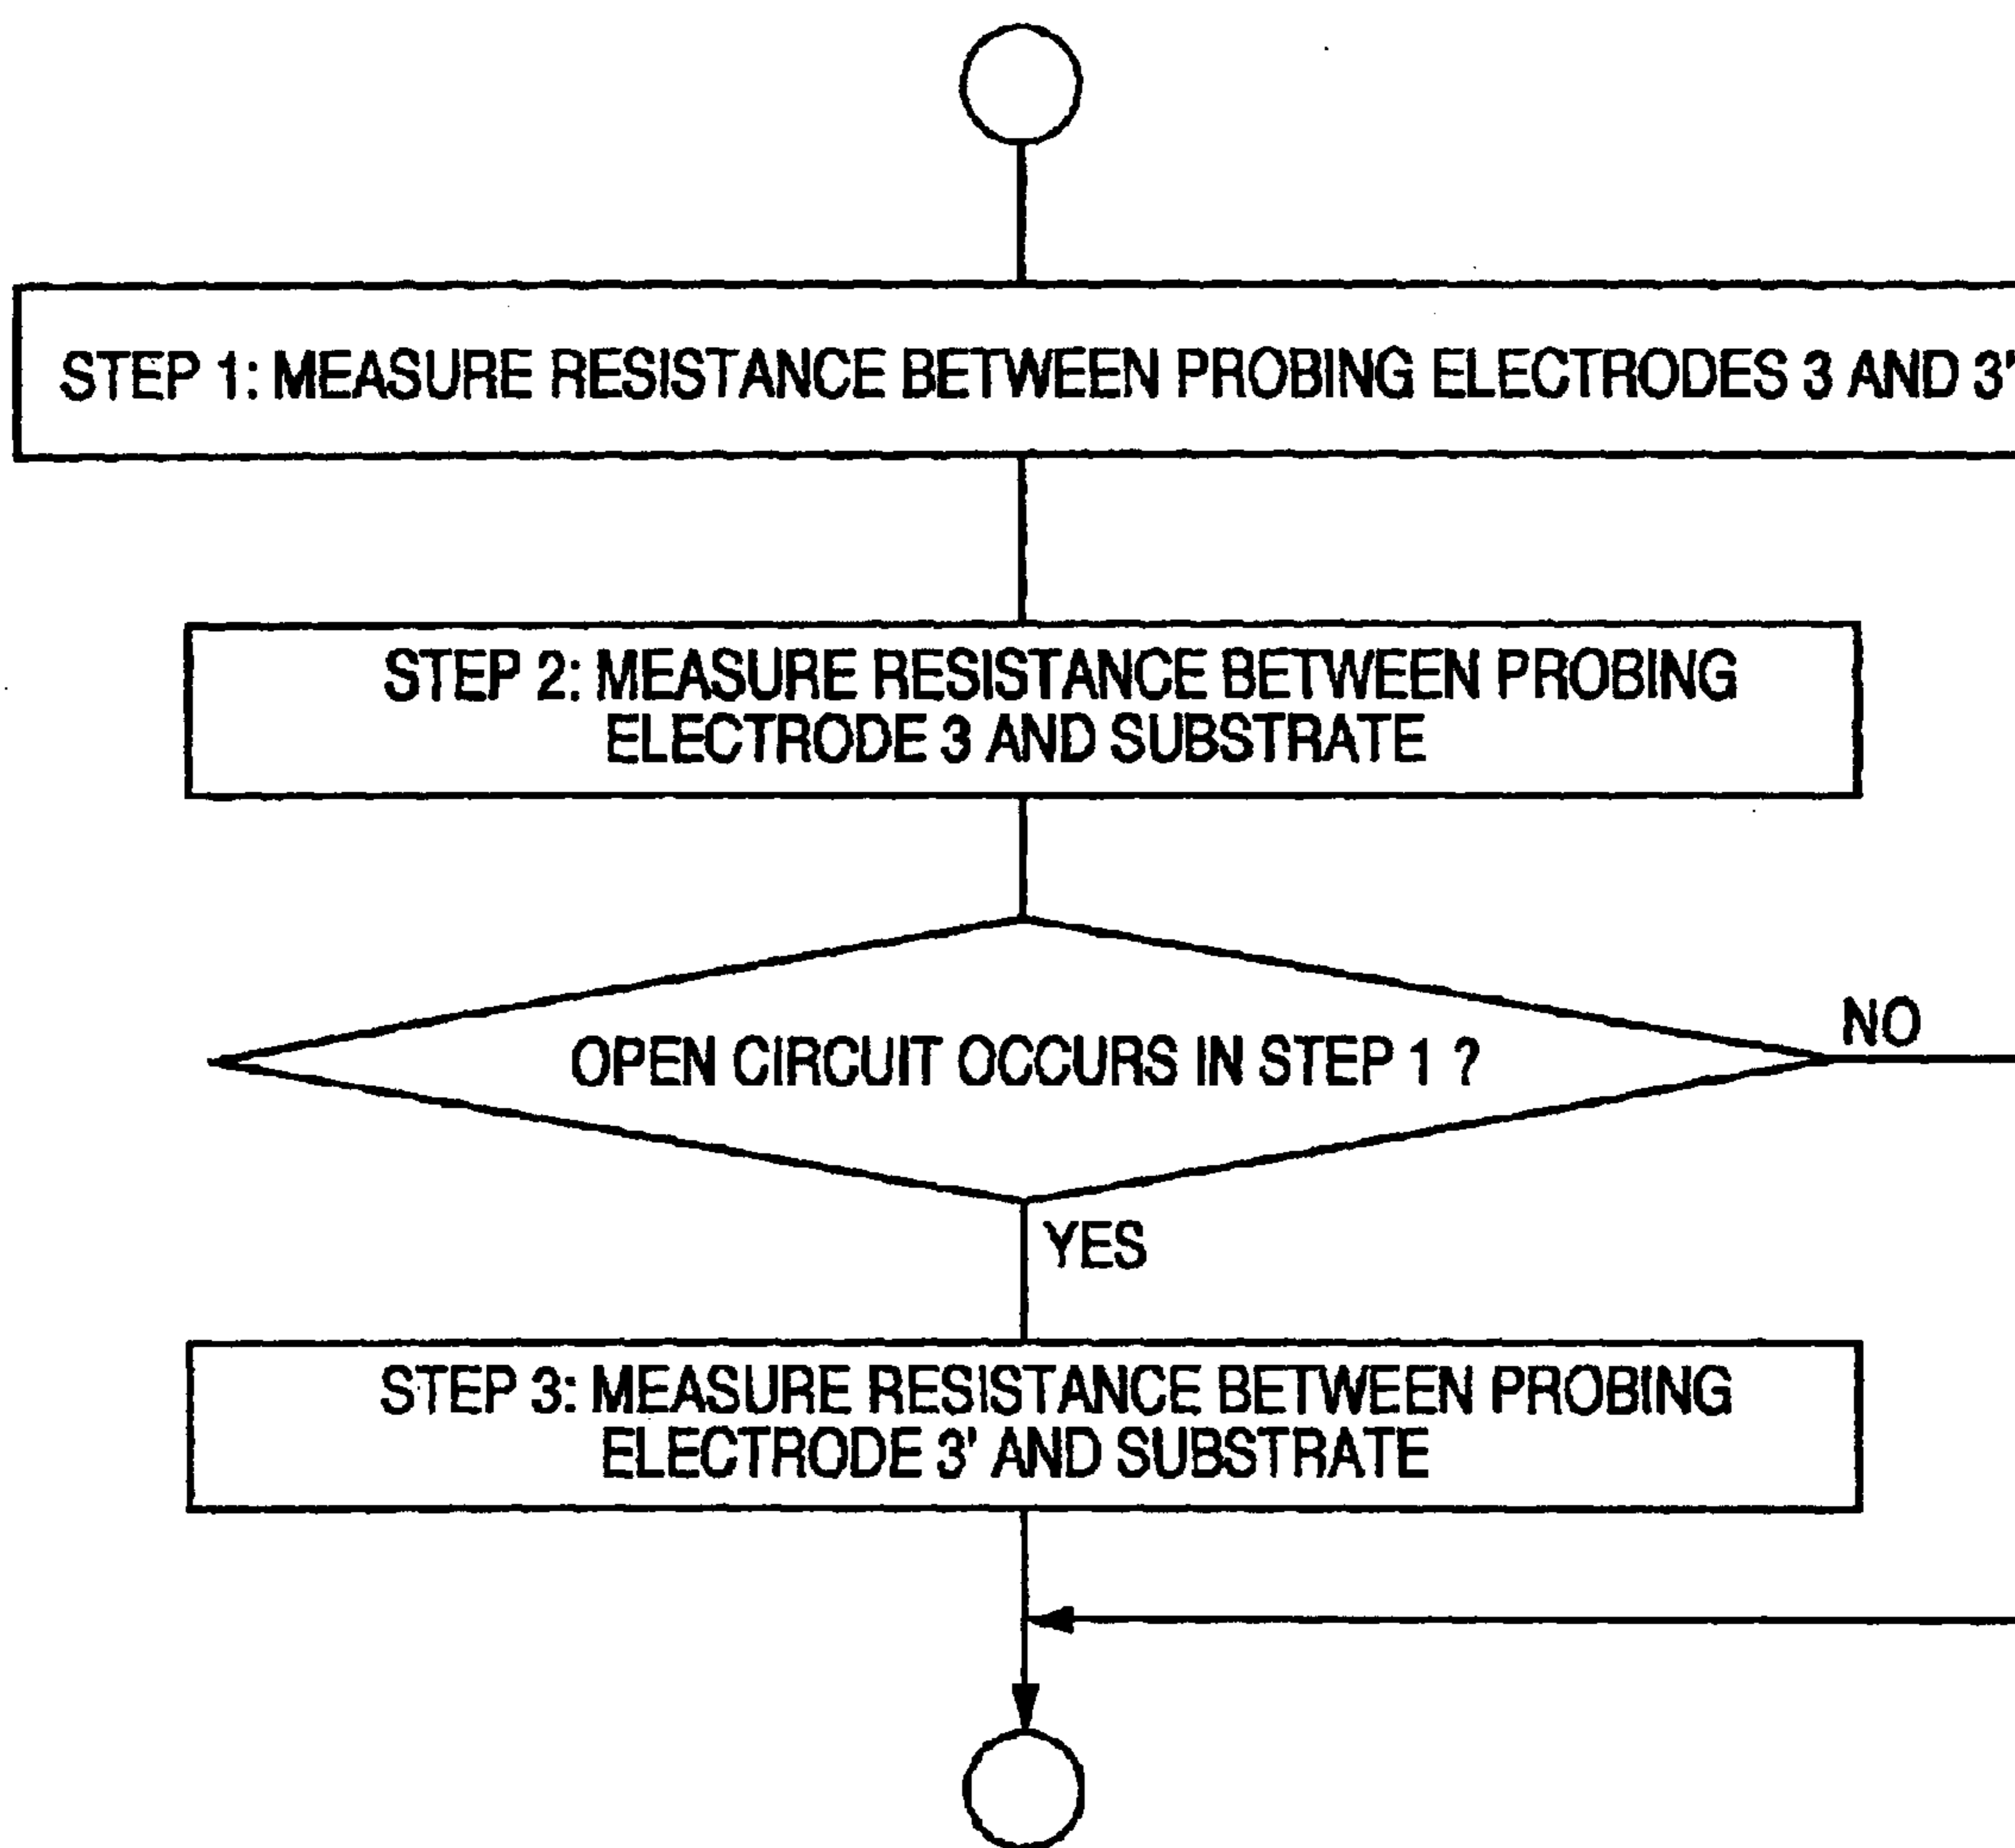 STEP 1: MEASURE RESISTANCE BETWEEN PROBING ELECTRODES 3 AND 3'
STEP 2: MEASURE RESISTANCE BETWEEN PROBING
ELECTRODE 3 AND SUBSTRATE
OPEN CIRCUIT OCCURS IN STEP 1 ?
NO
YES
STEP 3: MEASURE RESISTANCE BETWEEN PROBING
ELECTRODE 3' AND SUBSTRATE